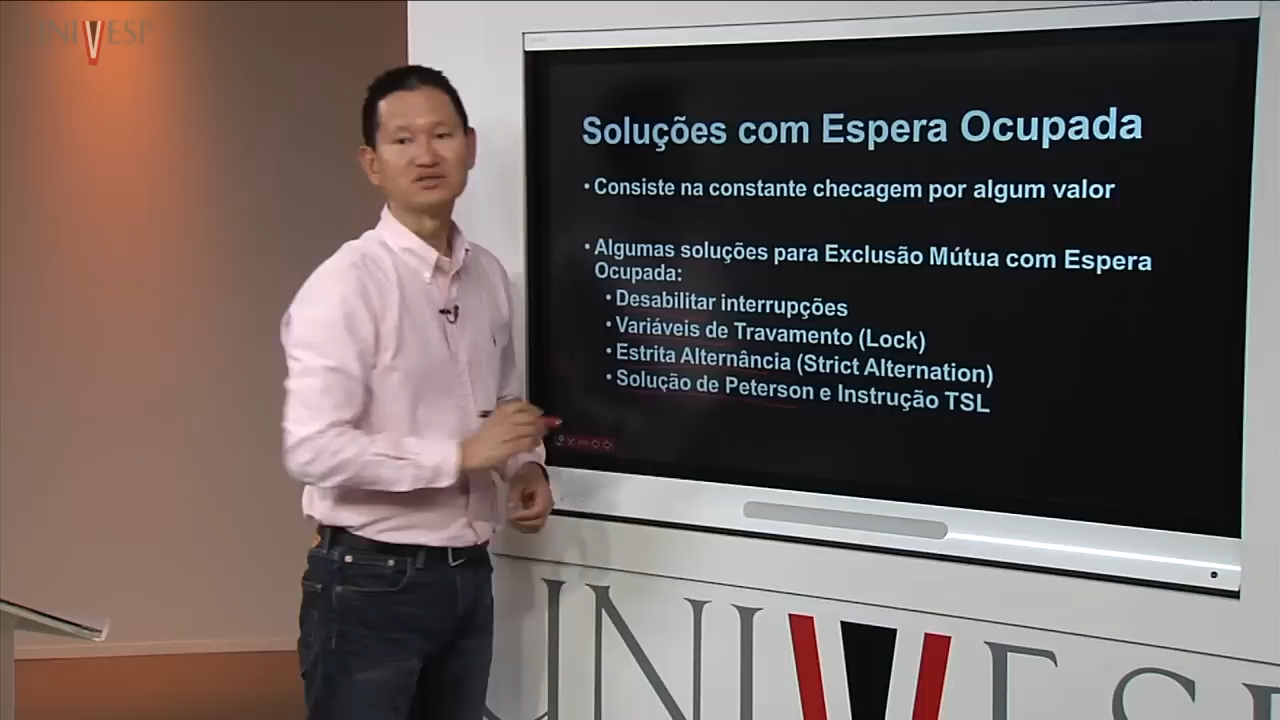 UNIVESP
Soluções com Espera Ocupada
• Consiste na constante checagem por algum valor
• Algumas soluções para Exclusão Mútua com Espera
Ocupada:
• Desabilitar interrupções
• Variáveis de Travamento (Lock)
• Estrita Alternância (Strict Alternation)
• Solução de Peterson e Instrução TSL
UNIVES